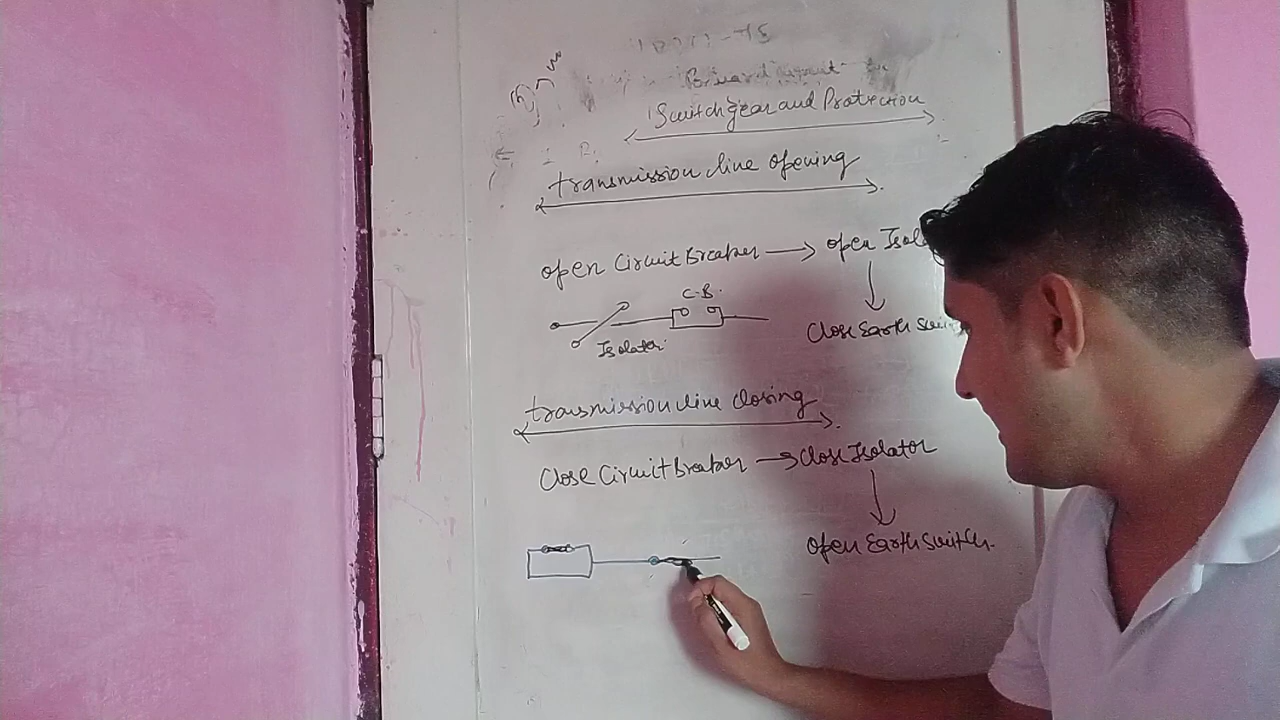 Switchgear and Protection
transmission line opening
open Circuit Breaker → open
C.B.
Isolator
Close Earth
transmission line closing
Close Circuit Breaker → Close Isolator
open Earth switch.